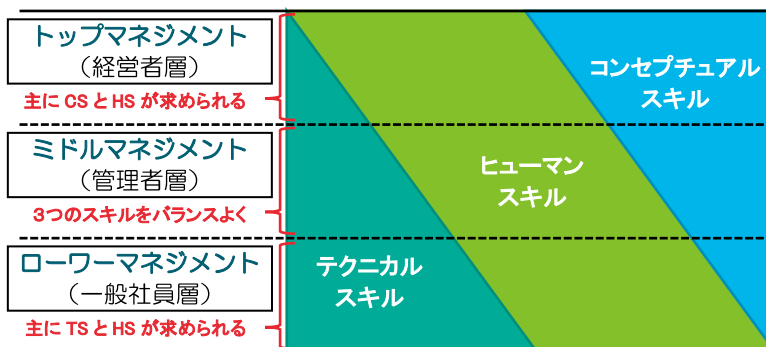 トップマネジメント
（経営者層）
主に CS と HS が求められる
コンセプチュアル
スキル
ミドルマネジメント
（管理者層）
3つのスキルをバランスよく
ヒューマン
スキル
ローワーマネジメント
（一般社員層）
主に TS と HS が求められる
テクニカル
スキル